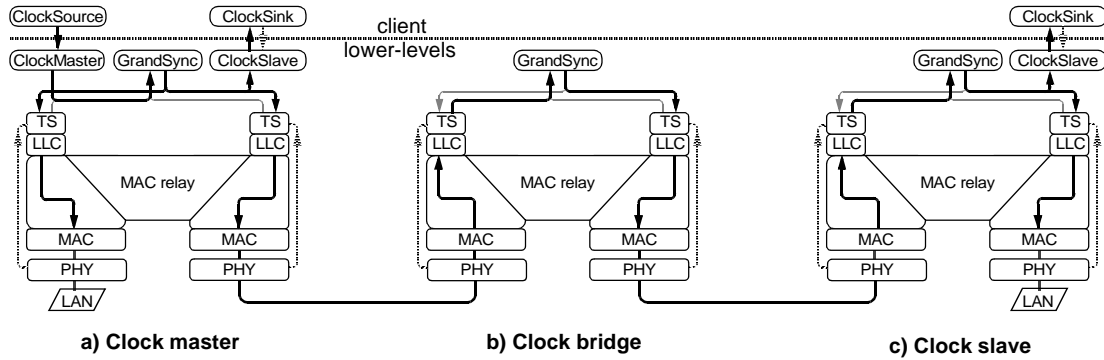 ClockSource ClockSink client ClockSink
lower-levels
ClockMaster GrandSync ClockSlave GrandSync GrandSync ClockSlave
TS TS TS TS TS TS
LLC LLC LLC LLC LLC LLC
MAC relay MAC relay MAC relay
MAC MAC MAC MAC MAC MAC
PHY PHY PHY PHY PHY PHY
LAN LAN
a) Clock master b) Clock bridge c) Clock slave